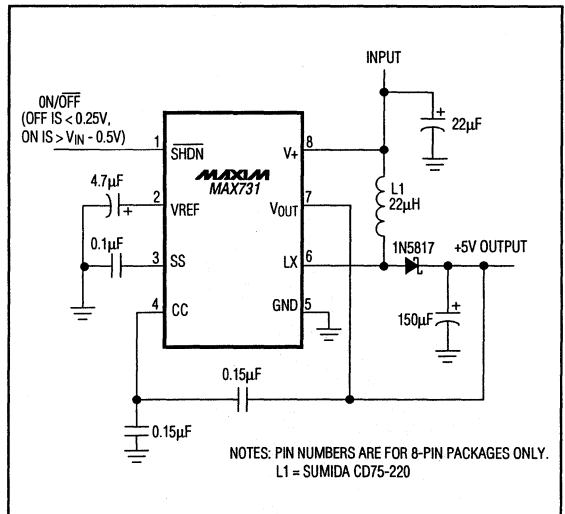 INPUT
ON/OFF
(OFF IS < 0.25V,
ON IS > VIN - 0.5V)
22µF
1
SHDN
V+
8
MAXIM
MAX731
4.7µF
2
VREF
VOUT
7
L1
22µH
0.1µF
3
SS
LX
6
1N5817
+5V OUTPUT
4
CC
GND
5
150µF
0.15µF
0.15µF
NOTES: PIN NUMBERS ARE FOR 8-PIN PACKAGES ONLY.
L1 = SUMIDA CD75-220